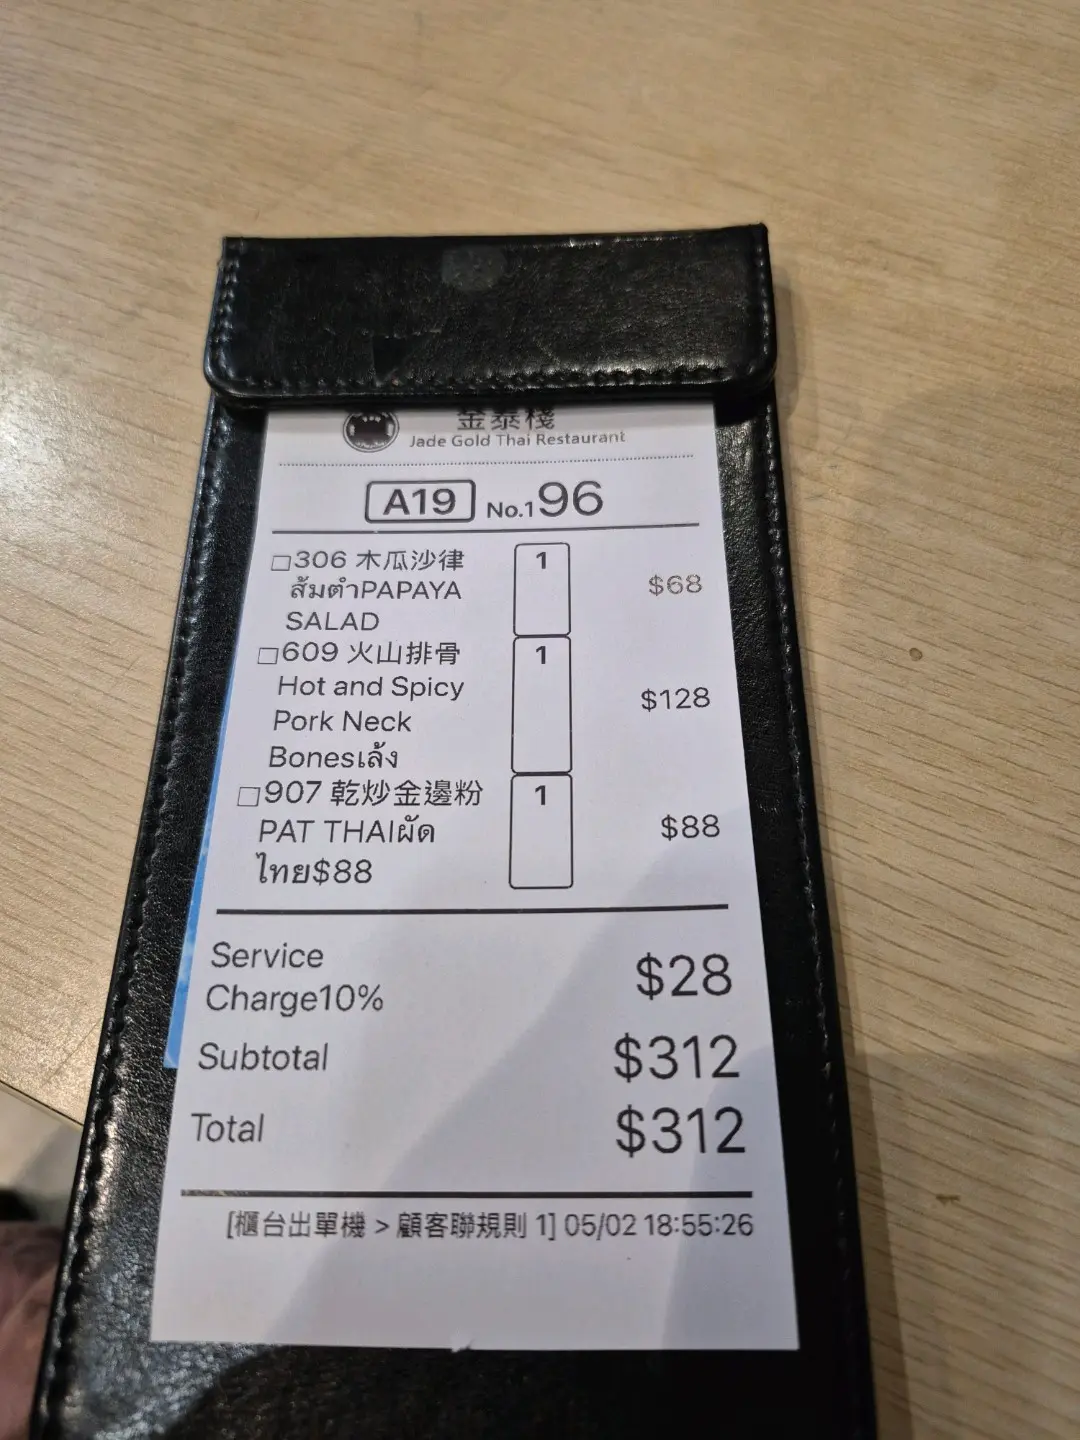 金泰棧
Jade Gold Thai Restaurant
A19 No.196
□306 木瓜沙律 1
ส้มตำPAPAYA $68
SALAD
□609 火山排骨 1
Hot and Spicy $128
Pork Neck
Bonesเล้ง
□907 乾炒金邊粉 1
PAT THAIผัด $88
ไทย$88
Service
Charge10% $28
Subtotal $312
Total $312
[櫃台出單機 > 顧客聯規則 1] 05/02 18:55:26